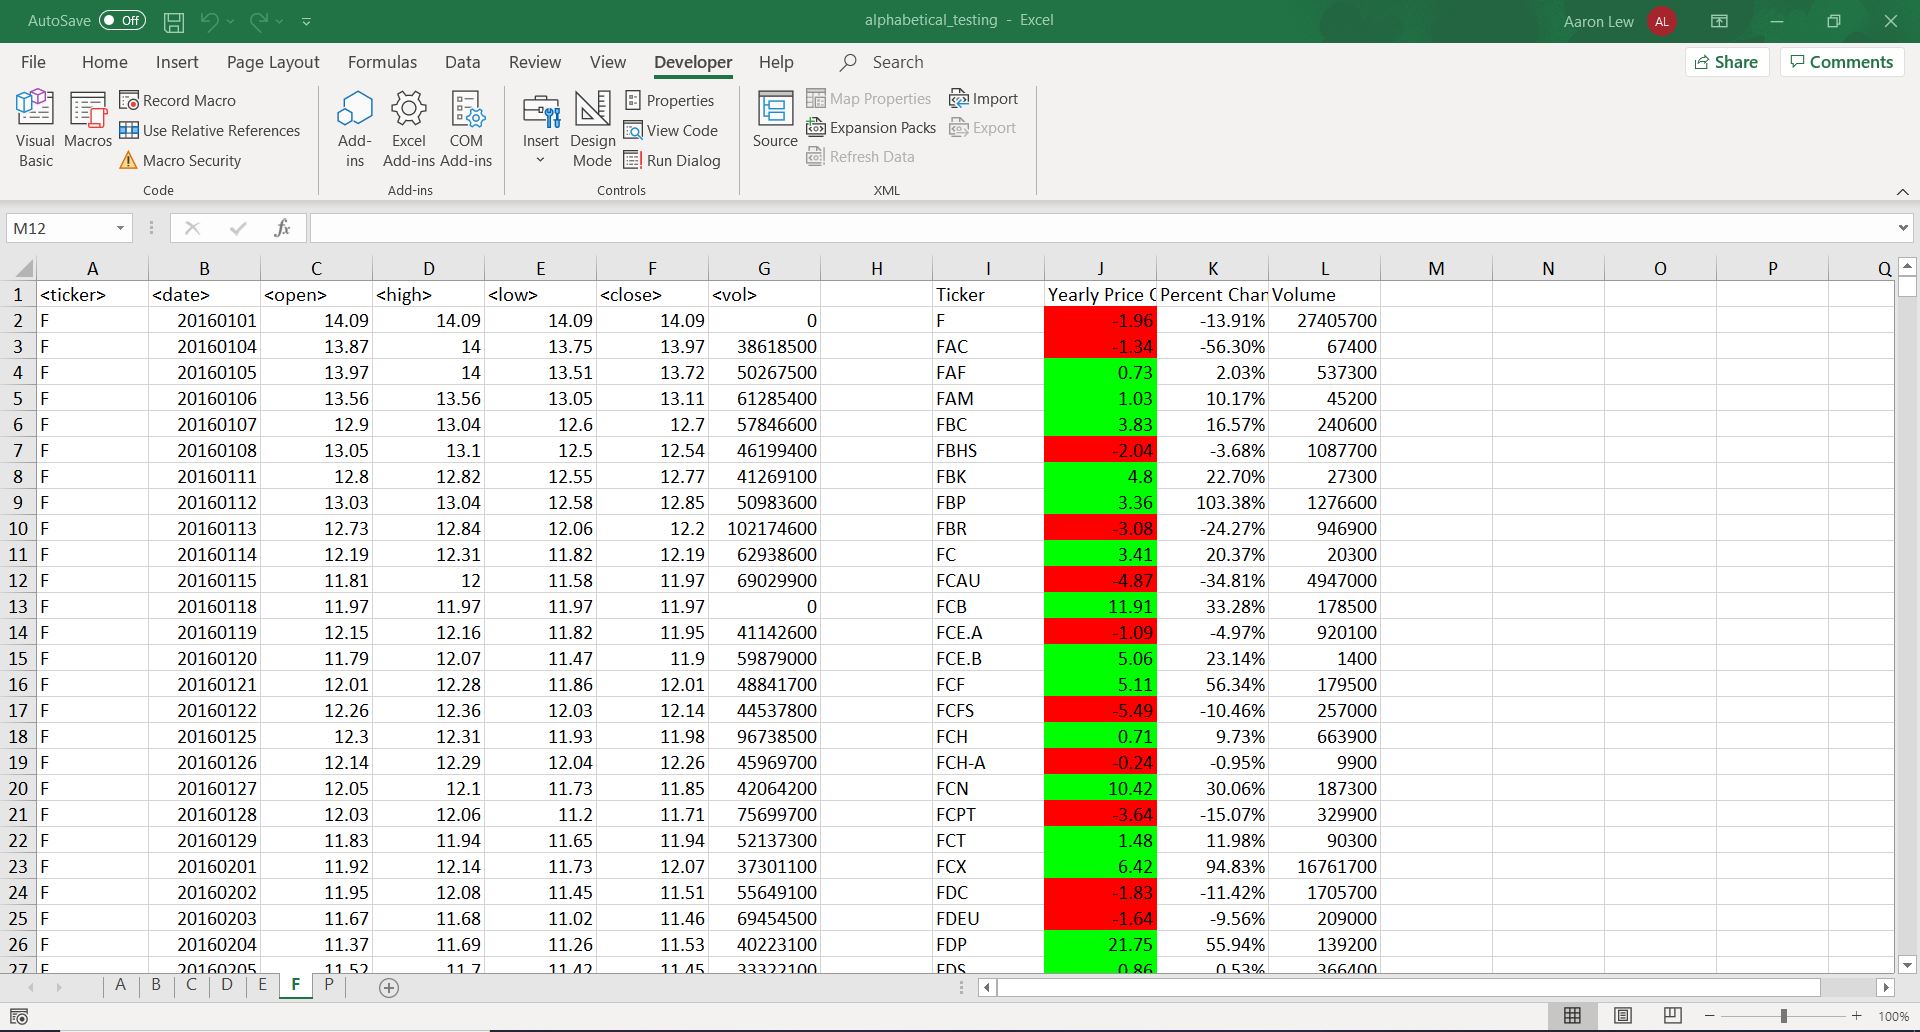 AutoSave Off alphabetical_testing - Excel Aaron Lew AL
File Home Insert Page Layout Formulas Data Review View Developer Help Search Share Comments
Visual Basic Macros Record Macro Use Relative References Macro Security
Add-ins Excel Add-ins COM Add-ins
Insert Design Mode Properties View Code Run Dialog
Source Map Properties Expansion Packs Refresh Data Import Export
Code Add-ins Controls XML
M12 fx
A B C D E F G H I J K L M N O P Q
1 <ticker> <date> <open> <high> <low> <close> <vol> Ticker Yearly Price C Percent Chan Volume
2 F 20160101 14.09 14.09 14.09 14.09 0 F -1.96 -13.91% 27405700
3 F 20160104 13.87 14 13.75 13.97 38618500 FAC -1.34 -56.30% 67400
4 F 20160105 13.97 14 13.51 13.72 50267500 FAF 0.73 2.03% 537300
5 F 20160106 13.56 13.56 13.05 13.11 61285400 FAM 1.03 10.17% 45200
6 F 20160107 12.9 13.04 12.6 12.7 57846600 FBC 3.83 16.57% 240600
7 F 20160108 13.05 13.1 12.5 12.54 46199400 FBHS -2.04 -3.68% 1087700
8 F 20160111 12.8 12.82 12.55 12.77 41269100 FBK 4.8 22.70% 27300
9 F 20160112 13.03 13.04 12.58 12.85 50983600 FBP 3.36 103.38% 1276600
10 F 20160113 12.73 12.84 12.06 12.2 102174600 FBR -3.08 -24.27% 946900
11 F 20160114 12.19 12.31 11.82 12.19 62938600 FC 3.41 20.37% 20300
12 F 20160115 11.81 12 11.58 11.97 69029900 FCAU -4.87 -34.81% 4947000
13 F 20160118 11.97 11.97 11.97 11.97 0 FCB 11.91 33.28% 178500
14 F 20160119 12.15 12.16 11.82 11.95 41142600 FCE.A -1.09 -4.97% 920100
15 F 20160120 11.79 12.07 11.47 11.9 59879000 FCE.B 5.06 23.14% 1400
16 F 20160121 12.01 12.28 11.86 12.01 48841700 FCF 5.11 56.34% 179500
17 F 20160122 12.26 12.36 12.03 12.14 44537800 FCFS -5.49 -10.46% 257000
18 F 20160125 12.3 12.31 11.93 11.98 96738500 FCH 0.71 9.73% 663900
19 F 20160126 12.14 12.29 12.04 12.26 45969700 FCH-A -0.24 -0.95% 9900
20 F 20160127 12.05 12.1 11.73 11.85 42064200 FCN 10.42 30.06% 187300
21 F 20160128 12.03 12.06 11.2 11.71 75699700 FCPT -3.64 -15.07% 329900
22 F 20160129 11.83 11.94 11.65 11.94 52137300 FCT 1.48 11.98% 90300
23 F 20160201 11.92 12.14 11.73 12.07 37301100 FCX 6.42 94.83% 16761700
24 F 20160202 11.95 12.08 11.45 11.51 55649100 FDC -1.83 -11.42% 1705700
25 F 20160203 11.67 11.68 11.02 11.46 69454500 FDEU -1.64 -9.56% 209000
26 F 20160204 11.37 11.69 11.26 11.53 40223100 FDP 21.75 55.94% 139200
27 F 20160205 11.52 11.7 11.42 11.45 33322100 FDS 0.86 0.53% 366400
A B C D E F P
100%